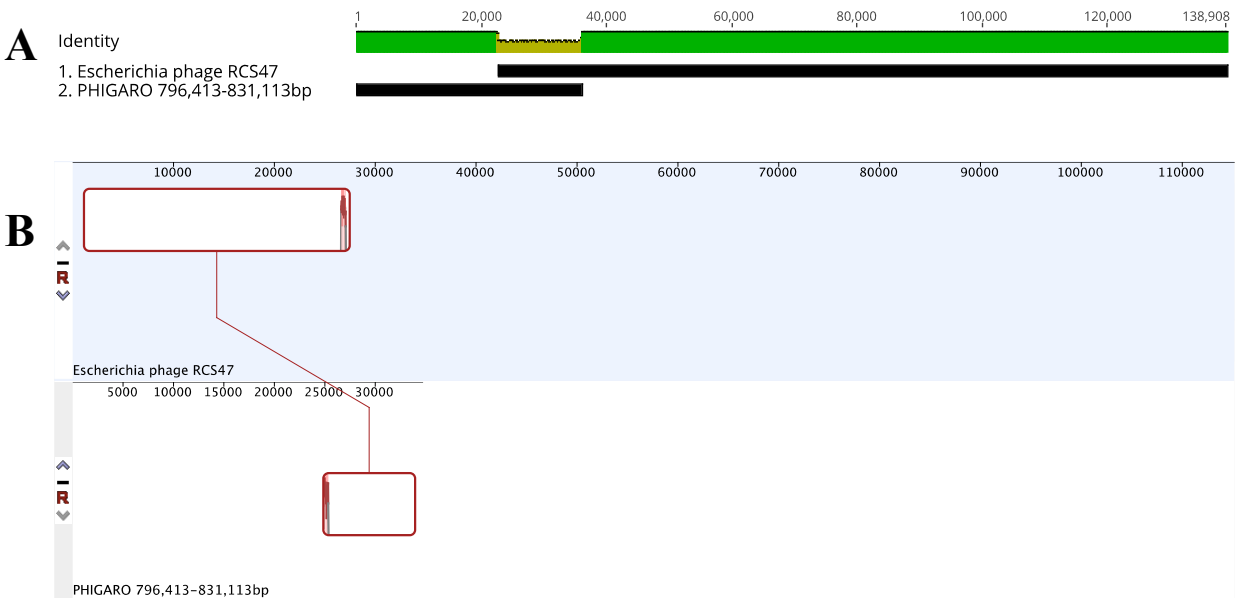 A
1 20,000 40,000 60,000 80,000 100,000 120,000 138,908
Identity
1. Escherichia phage RCS47
2. PHIGARO 796,413-831,113bp
B
10000 20000 30000 40000 50000 60000 70000 80000 90000 100000 110000
R
Escherichia phage RCS47
5000 10000 15000 20000 25000 30000
R
PHIGARO 796,413-831,113bp